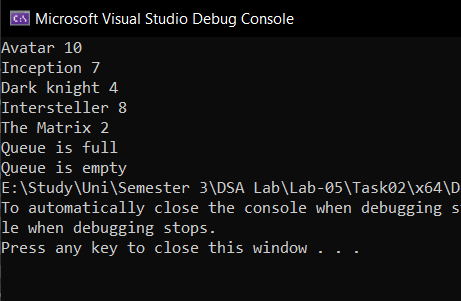 Microsoft Visual Studio Debug Console
Avatar 10
Inception 7
Dark knight 4
Intersteller 8
The Matrix 2
Queue is full
Queue is empty
E:\Study\Uni\Semester 3\DSA Lab\Lab-05\Task02\x64\D
To automatically close the console when debugging s
le when debugging stops.
Press any key to close this window . . .